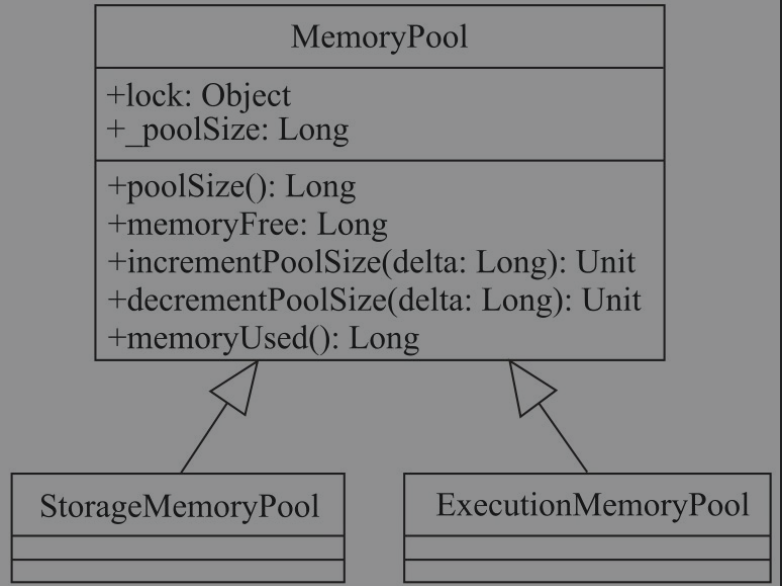 MemoryPool
+lock: Object
+_poolSize: Long
+poolSize(): Long
+memoryFree: Long
+incrementPoolSize(delta: Long): Unit
+decrementPoolSize(delta: Long): Unit
+memoryUsed(): Long
StorageMemoryPool
ExecutionMemoryPool